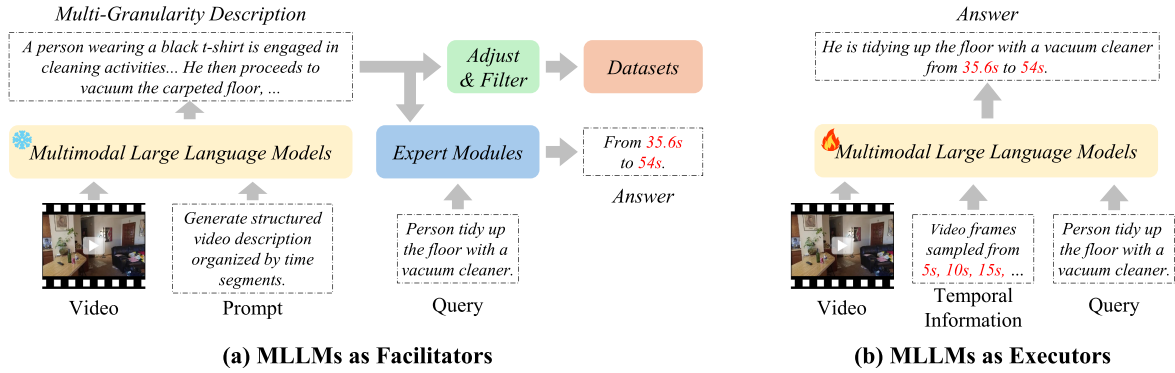 Multi-Granularity Description
A person wearing a black t-shirt is engaged in
cleaning activities... He then proceeds to
vacuum the carpeted floor, ...
Adjust
& Filter
Datasets
Multimodal Large Language Models
Expert Modules
From 35.6s
to 54s.
Answer
Generate structured
video description
organized by time
segments.
Person tidy up
the floor with a
vacuum cleaner.
Video
Prompt
Query
(a) MLLMs as Facilitators
Answer
He is tidying up the floor with a vacuum cleaner
from 35.6s to 54s.
Multimodal Large Language Models
Video frames
sampled from
5s, 10s, 15s, ...
Person tidy up
the floor with a
vacuum cleaner.
Video
Temporal
Information
Query
(b) MLLMs as Executors